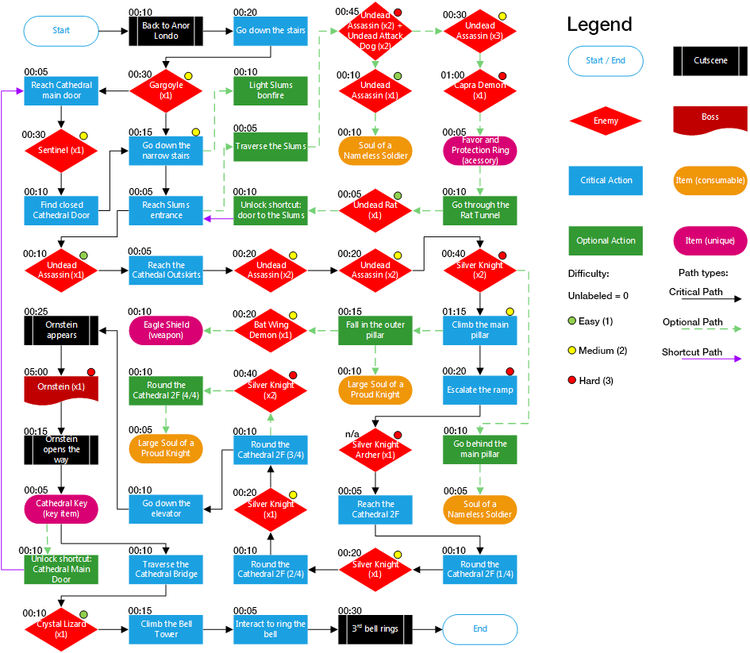 Start
00:10
Back to Anor
Londo
00:20
Go down the stairs
00:45
Undead
Assassin (x2) +
Undead Attack
Dog (x2)
00:30
Undead
Assassin (x3)
00:05
Reach Cathedral
main door
00:30
Gargoyle
(x1)
00:10
Light Slums
bonfire
00:10
Undead
Assassin (x1)
01:00
Capra Demon
(x1)
00:30
Sentinel (x1)
00:15
Go down the
narrow stairs
00:05
Traverse the Slums
00:10
Soul of a
Nameless Soldier
00:05
Favor and
Protection Ring
(acessory)
00:10
Find closed
Cathedral Door
00:05
Reach Slums
entrance
00:10
Unlock shortcut:
door to the Slums
00:05
Undead Rat
(x1)
00:10
Go through the
Rat Tunnel
00:10
Undead
Assassin (x1)
00:05
Reach the
Cathedal Outskirts
00:20
Undead
Assassin (x2)
00:20
Undead
Assassin (x2)
00:40
Silver Knight
(x2)
00:25
Ornstein
appears
00:10
Eagle Shield
(weapon)
00:20
Bat Wing
Demon (x1)
00:15
Fall in the outer
pillar
01:15
Climb the main
pillar
05:00
Ornstein (x1)
00:10
Round the
Cathedral 2F (4/4)
00:40
Silver Knight
(x2)
00:10
Large Soul of a
Proud Knight
00:20
Escalate the ramp
00:15
Ornstein
opens the
way
00:05
Large Soul of a
Proud Knight
00:10
Round the
Cathedral 2F (3/4)
n/a
Silver Knight
Archer (x1)
00:10
Go behind the
main pillar
00:05
Cathedral Key
(key item)
00:10
Go down the
elevator
00:20
Silver Knight
(x1)
00:05
Reach the
Cathedral 2F
00:05
Soul of a
Nameless Soldier
00:10
Unlock shortcut:
Cathedral Main
Door
00:10
Traverse the
Cathedral Bridge
00:10
Round the
Cathedral 2F (2/4)
00:20
Silver Knight
(x1)
00:10
Round the
Cathedral 2F (1/4)
00:10
Crystal Lizard
(x1)
00:15
Climb the Bell
Tower
00:05
Interact to ring the
bell
00:30
3rd bell rings
End
Legend
Start / End
Cutscene
Enemy
Boss
Critical Action
Item (consumable)
Optional Action
Item (unique)
Difficulty:
Unlabeled = 0
Easy (1)
Medium (2)
Hard (3)
Path types:
Critical Path
Optional Path
Shortcut Path